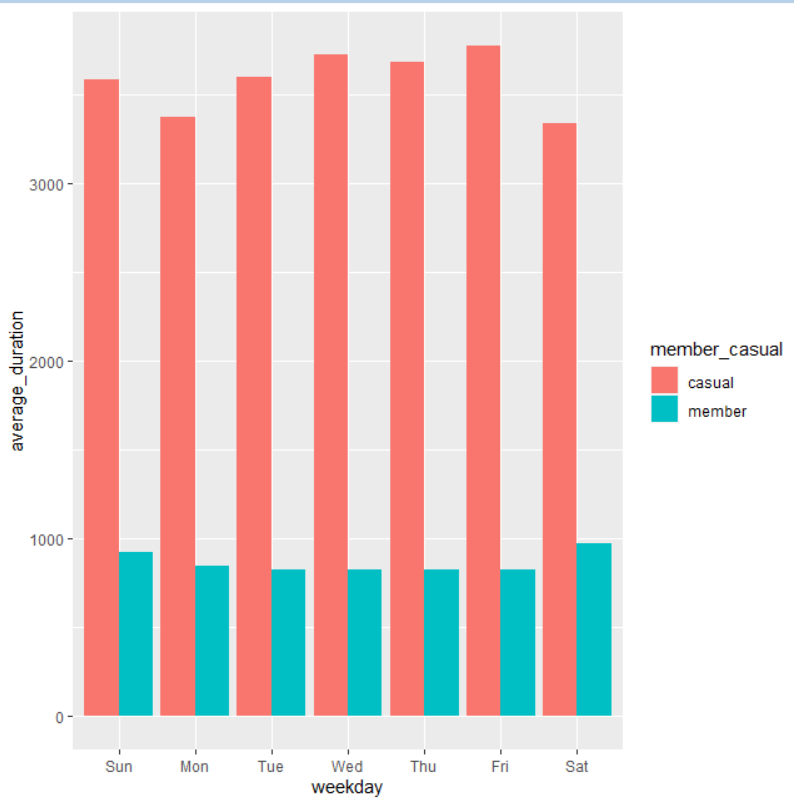 average_duration
3000
2000
1000
0
Sun Mon Tue Wed Thu Fri Sat
weekday
member_casual
casual
member